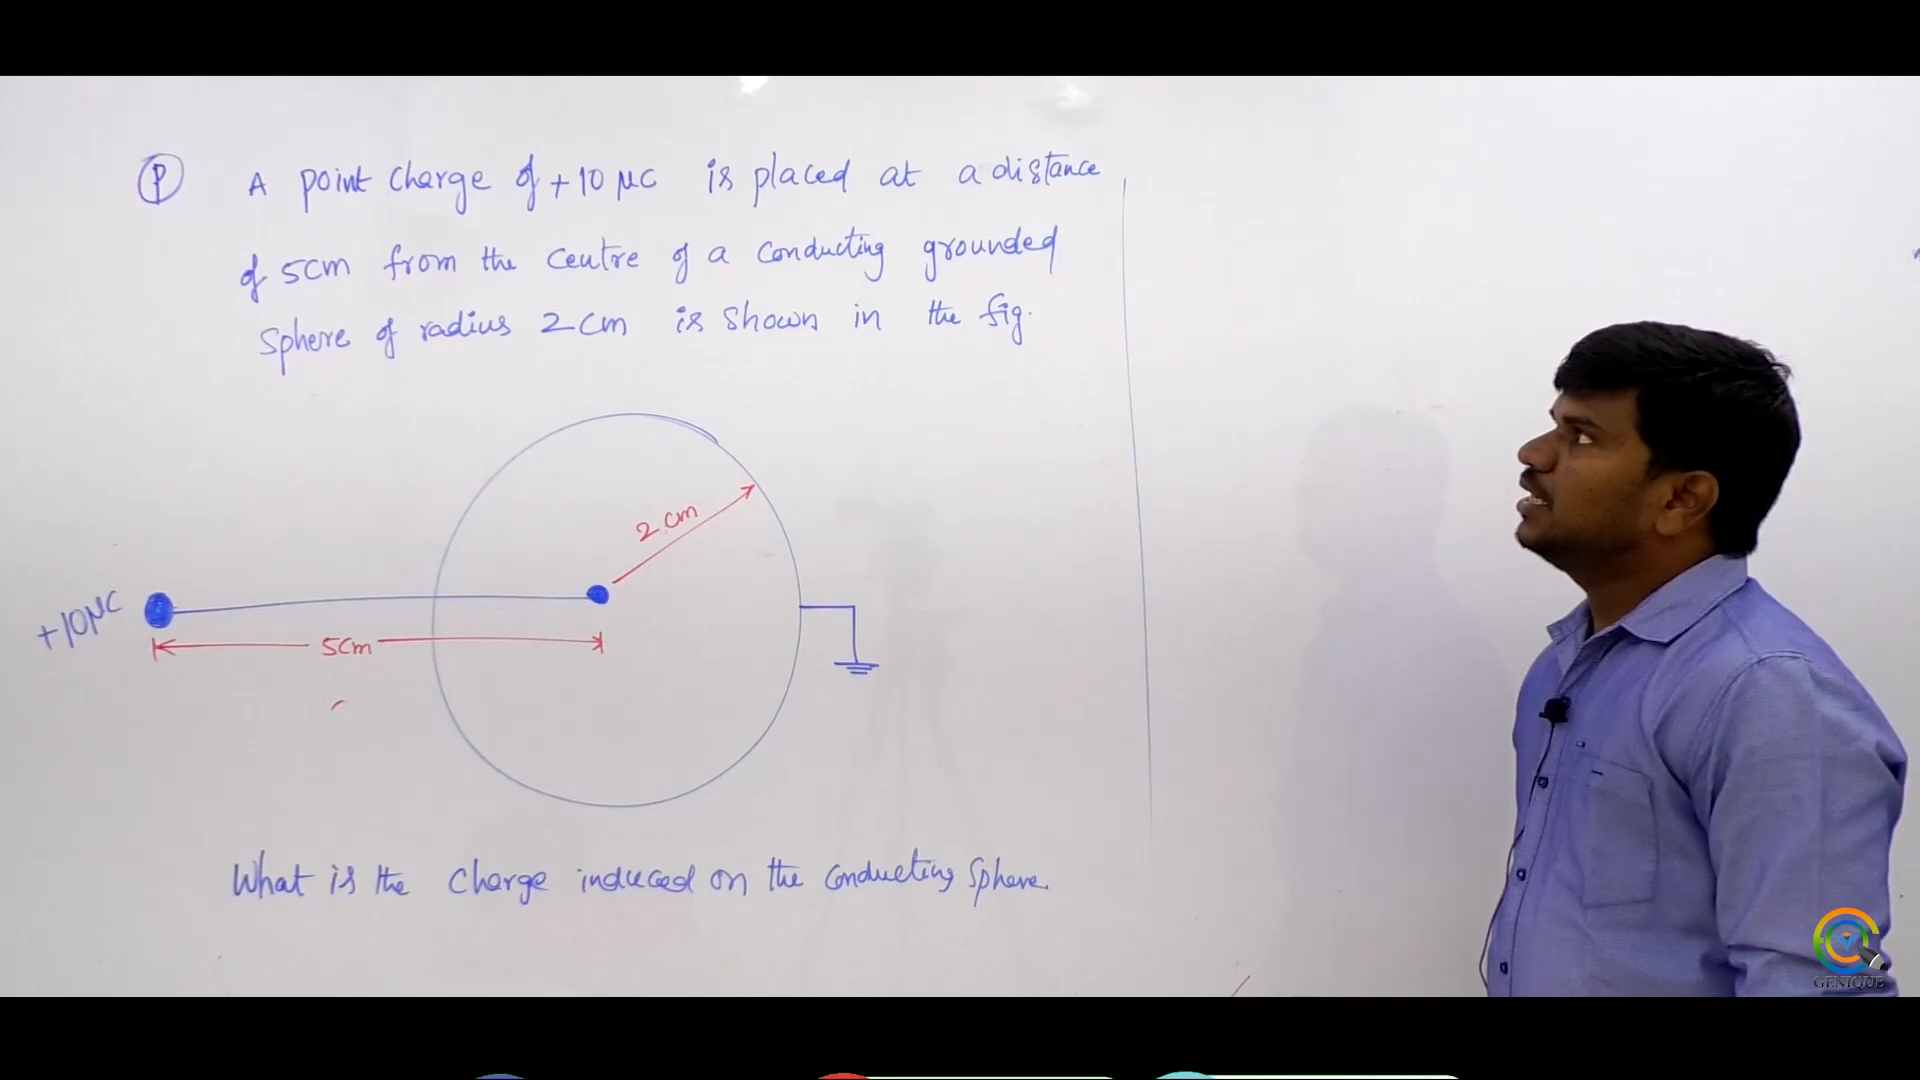 P A point charge of +10 μc is placed at a distance
of 5cm from the centre of a conducting grounded
Sphere of radius 2cm is shown in the fig.
2 cm
+10μc
5cm
What is the charge induced on the conducting Sphere.
GENIQUE